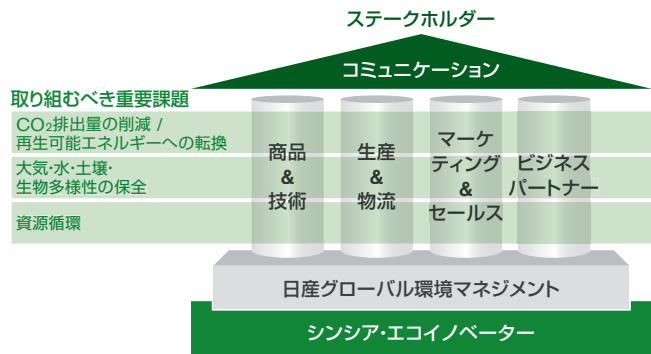 ステークホルダー
コミュニケーション
取り組むべき重要課題
CO₂排出量の削減 /
再生可能エネルギーへの転換
大気・水・土壌・
生物多様性の保全
資源循環
商品
&
技術
生産
&
物流
マーケ
ティング
&
セールス
ビジネス
パートナー
日産グローバル環境マネジメント
シンシア・エコイノベーター